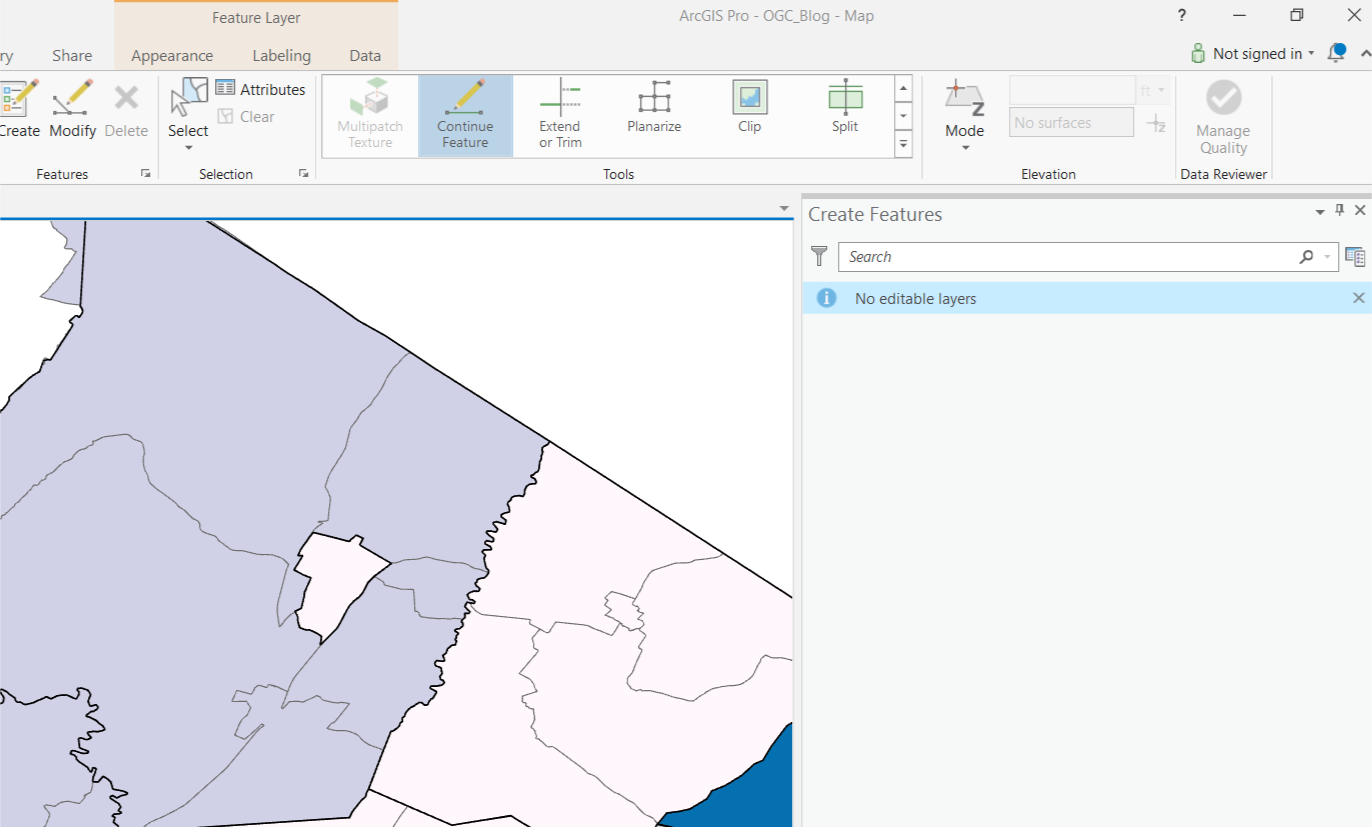 Feature Layer
ArcGIS Pro - OGC_Blog - Map
?
ry
Share
Appearance
Labeling
Data
Not signed in
Create
Modify
Delete
Select
Attributes
Clear
Multipatch
Texture
Continue
Feature
Extend
or Trim
Planarize
Clip
Split
Mode
ft
No surfaces
Manage
Quality
Features
Selection
Tools
Elevation
Data Reviewer
Create Features
Search
No editable layers